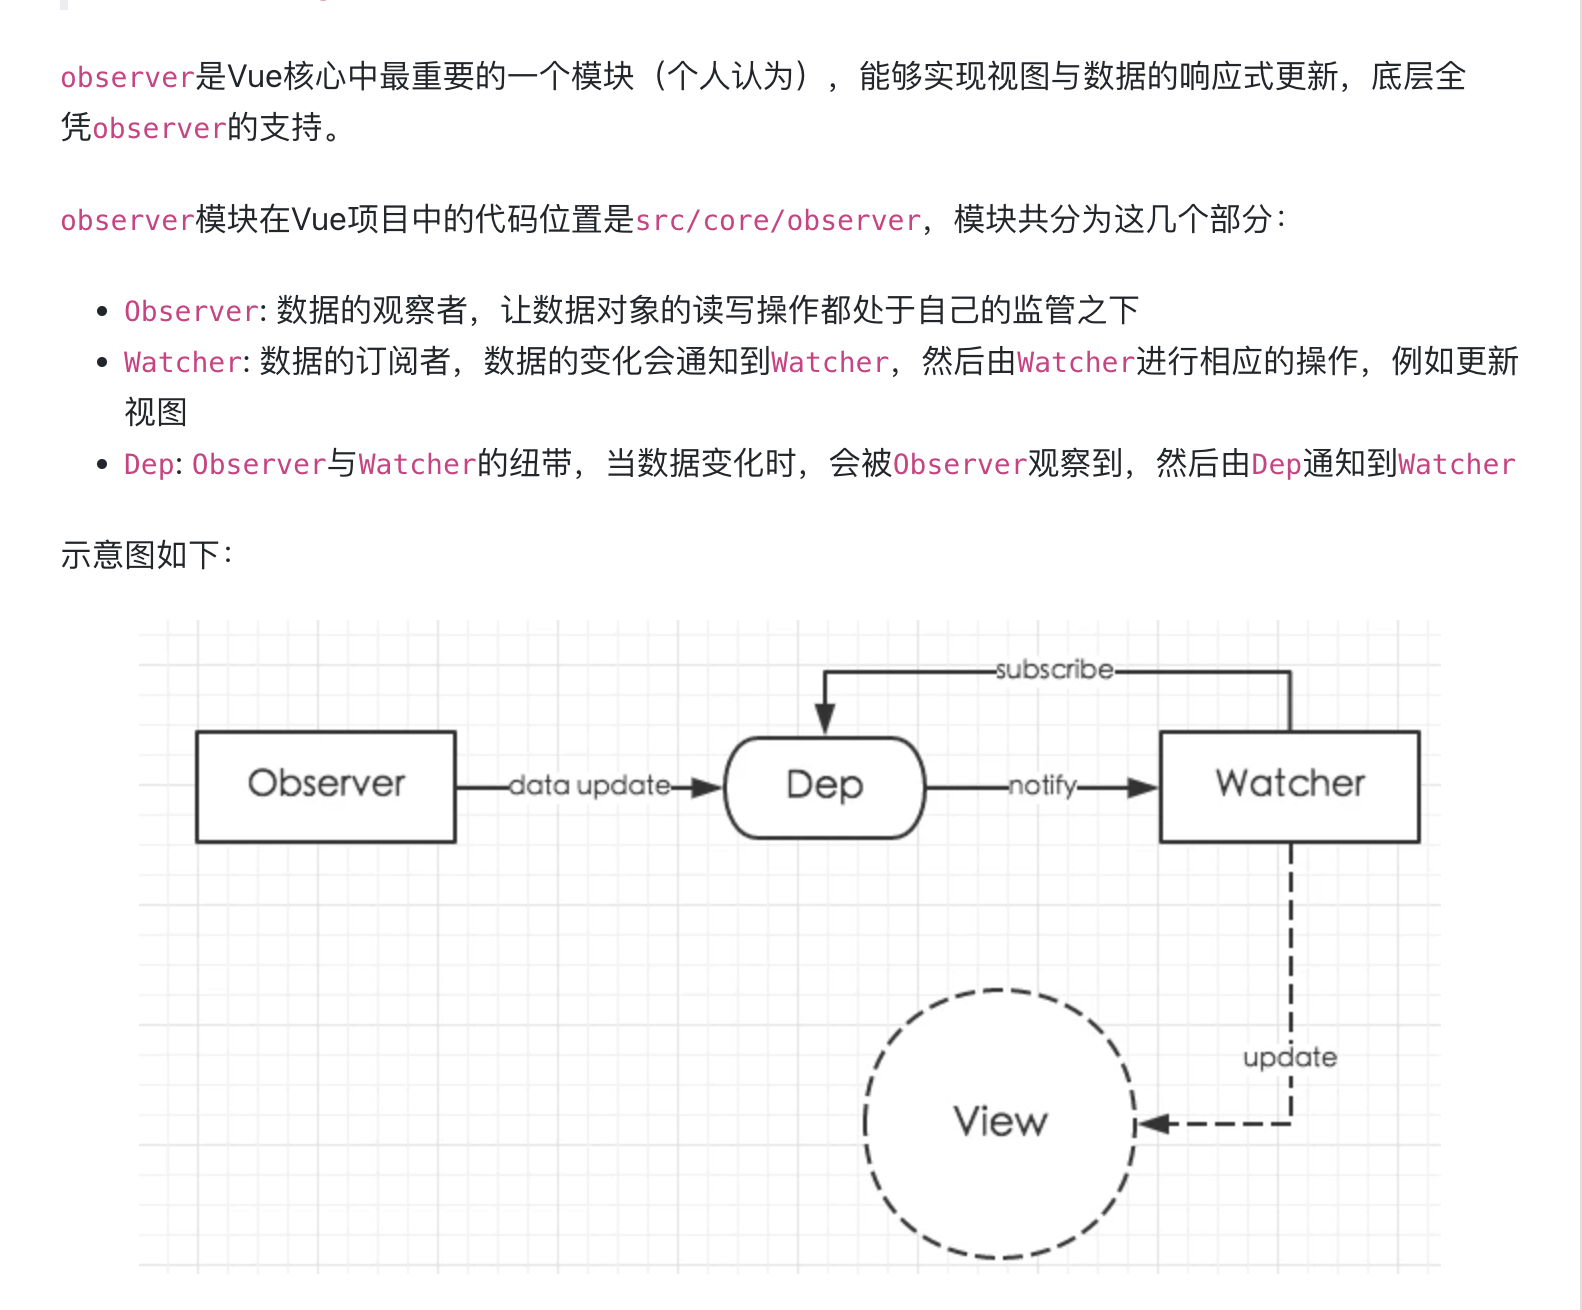 observer是Vue核心中最重要的一个模块（个人认为），能够实现视图与数据的响应式更新，底层全
凭observer的支持。
observer模块在Vue项目中的代码位置是src/core/observer，模块共分为这几个部分：
• Observer: 数据的观察者，让数据对象的读写操作都处于自己的监管之下
• Watcher: 数据的订阅者，数据的变化会通知到Watcher，然后由Watcher进行相应的操作，例如更新
视图
• Dep: Observer与Watcher的纽带，当数据变化时，会被Observer观察到，然后由Dep通知到Watcher
示意图如下：
subscribe
Observer
data update
Dep
notify
Watcher
update
View